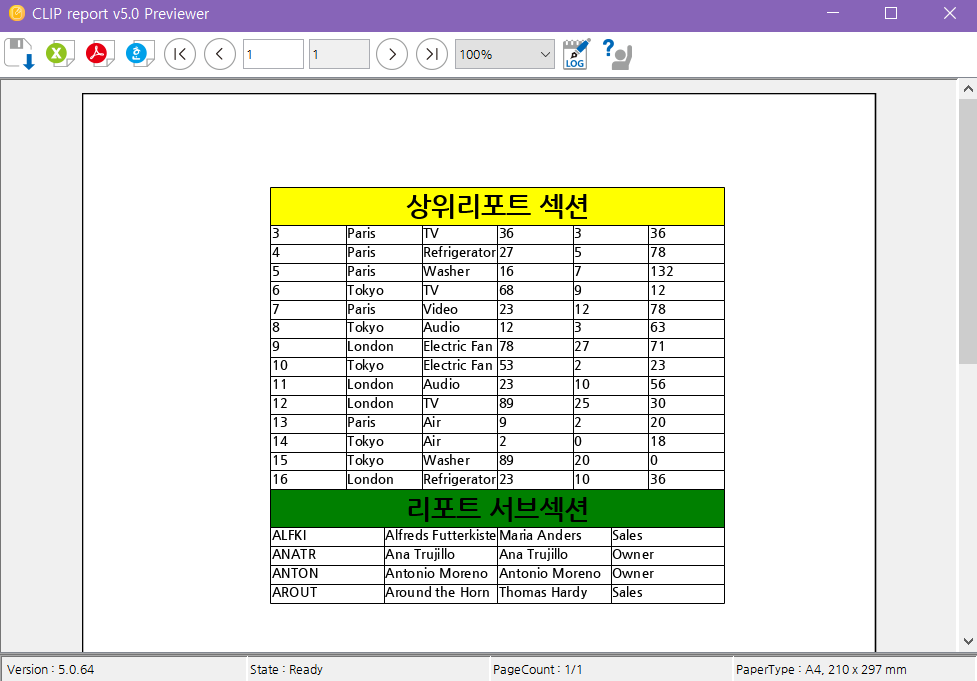 CLIP report v5.0 Previewer
1 1 100% LOG
상위리포트 섹션
3 Paris TV 36 3 36
4 Paris Refrigerator 27 5 78
5 Paris Washer 16 7 132
6 Tokyo TV 68 9 12
7 Paris Video 23 12 78
8 Tokyo Audio 12 3 63
9 London Electric Fan 78 27 71
10 Tokyo Electric Fan 53 2 23
11 London Audio 23 10 56
12 London TV 89 25 30
13 Paris Air 9 2 20
14 Tokyo Air 2 0 18
15 Tokyo Washer 89 20 0
16 London Refrigerator 23 10 36
리포트 서브섹션
ALFKI Alfreds Futterkiste Maria Anders Sales
ANATR Ana Trujillo Ana Trujillo Owner
ANTON Antonio Moreno Antonio Moreno Owner
AROUT Around the Horn Thomas Hardy Sales
Version : 5.0.64 State : Ready PageCount : 1/1 PaperType : A4, 210 x 297 mm